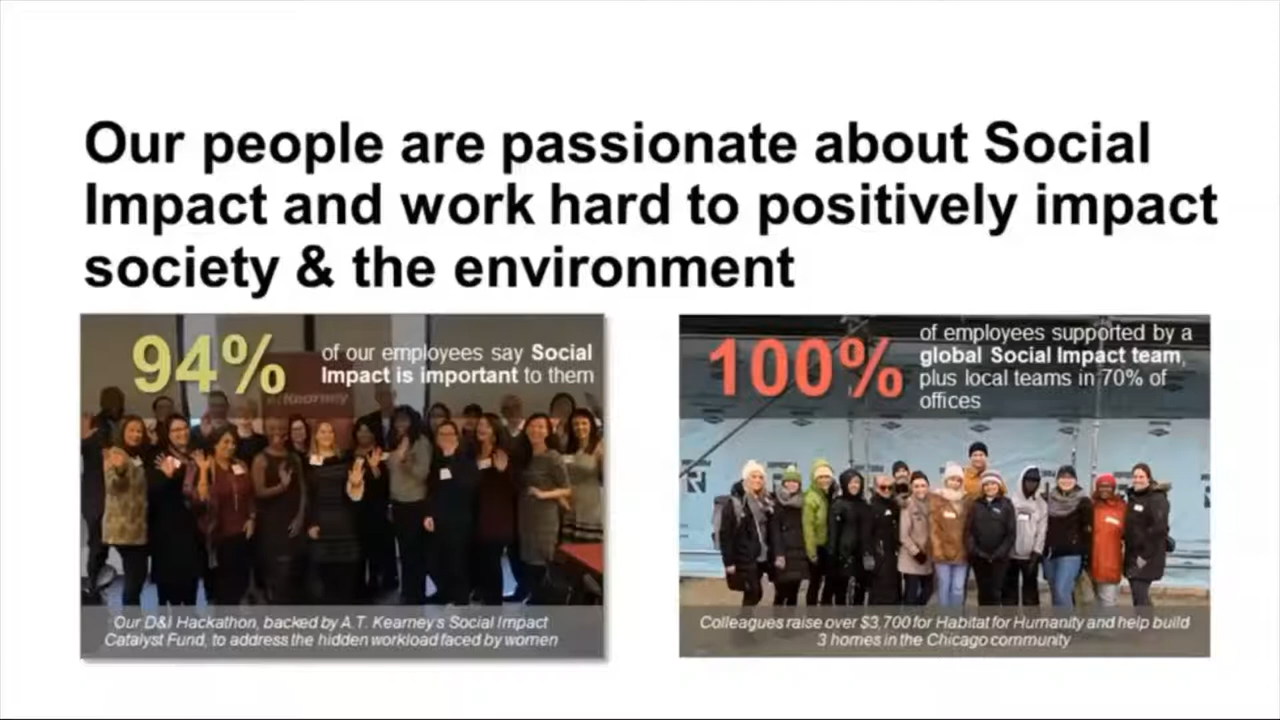 Our people are passionate about Social
Impact and work hard to positively impact
society & the environment
94%
of our employees say Social
Impact is important to them
Kearney
Our D&I Hackathon, backed by A.T. Kearney's Social Impact
Catalyst Fund, to address the hidden workload faced by women
100%
of employees supported by a
global Social Impact team,
plus local teams in 70% of
offices
Colleagues raise over $3,700 for Habitat for Humanity and help build
3 homes in the Chicago community